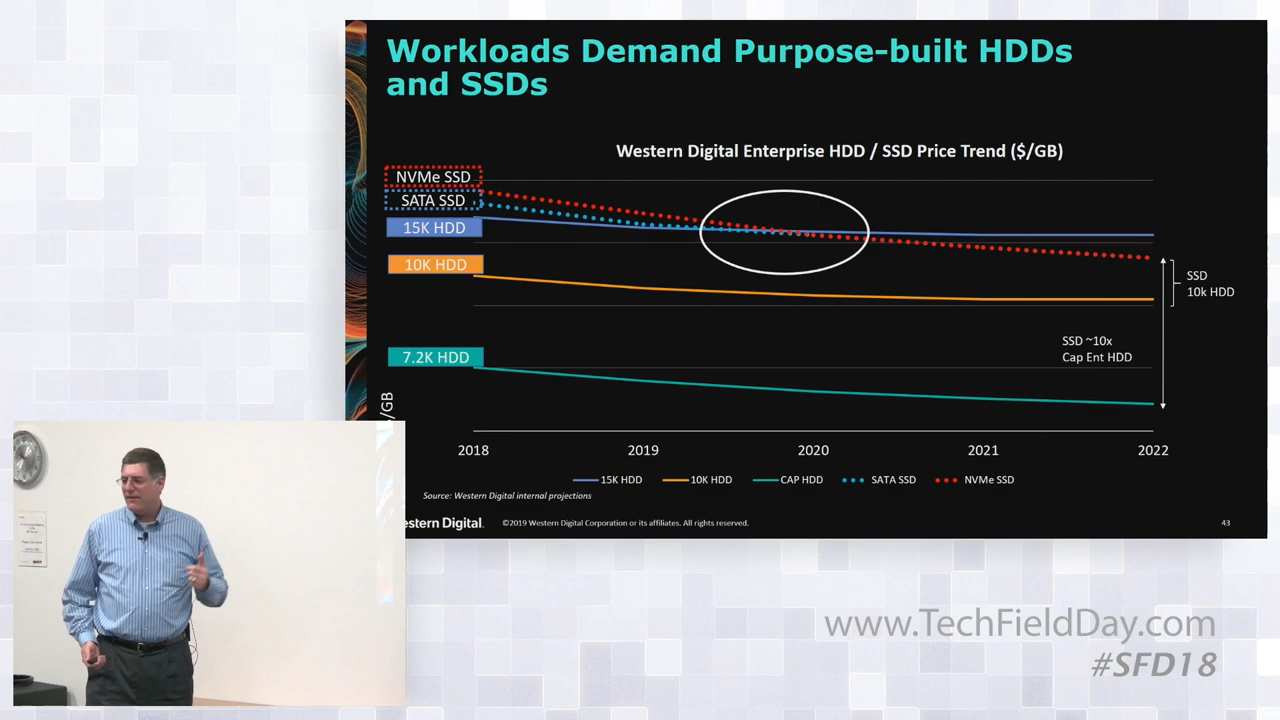 Workloads Demand Purpose-built HDDs
and SSDs
Western Digital Enterprise HDD / SSD Price Trend ($/GB)
NVMe SSD
SATA SSD
15K HDD
10K HDD
7.2K HDD
SSD
10k HDD
SSD ~10x
Cap Ent HDD
/GB
2018 2019 2020 2021 2022
15K HDD 10K HDD CAP HDD SATA SSD NVMe SSD
Source: Western Digital internal projections
estern Digital. ©2019 Western Digital Corporation or its affiliates. All rights reserved. 43
www.TechFieldDay.com
#SFD18